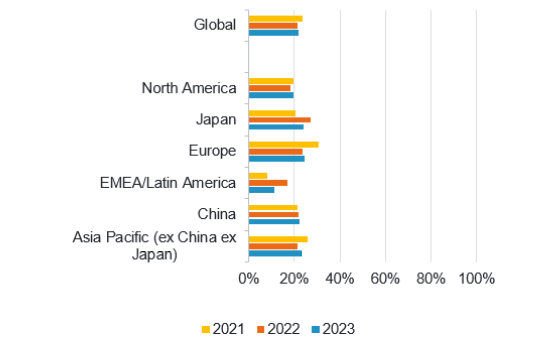 Global
North America
Japan
Europe
EMEA/Latin America
China
Asia Pacific (ex China ex
Japan)
0% 20% 40% 60% 80% 100%
2021 2022 2023